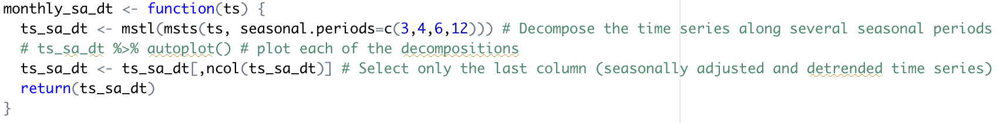 monthly_sa_dt <- function(ts) {
  ts_sa_dt <- mstl(msts(ts, seasonal.periods=c(3,4,6,12))) # Decompose the time series along several seasonal periods
  # ts_sa_dt %>% autoplot() # plot each of the decompositions
  ts_sa_dt <- ts_sa_dt[,ncol(ts_sa_dt)] # Select only the last column (seasonally adjusted and detrended time series)
  return(ts_sa_dt)
}